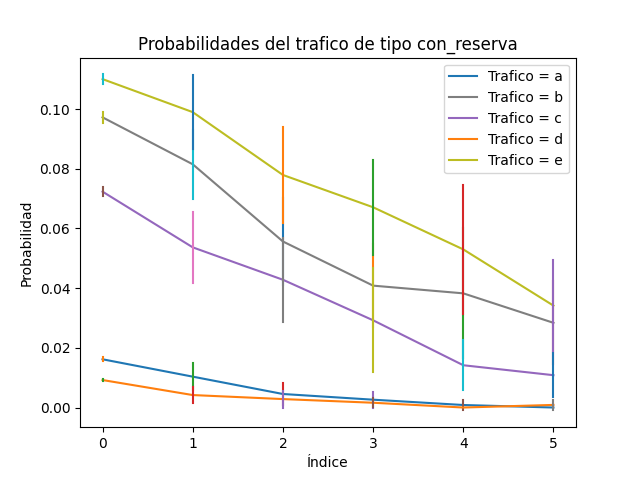 Probabilidades del trafico de tipo con_reserva
Trafico = a
Trafico = b
Trafico = c
Trafico = d
Trafico = e
Probabilidad
0.10
0.08
0.06
0.04
0.02
0.00
0 1 2 3 4 5
Índice